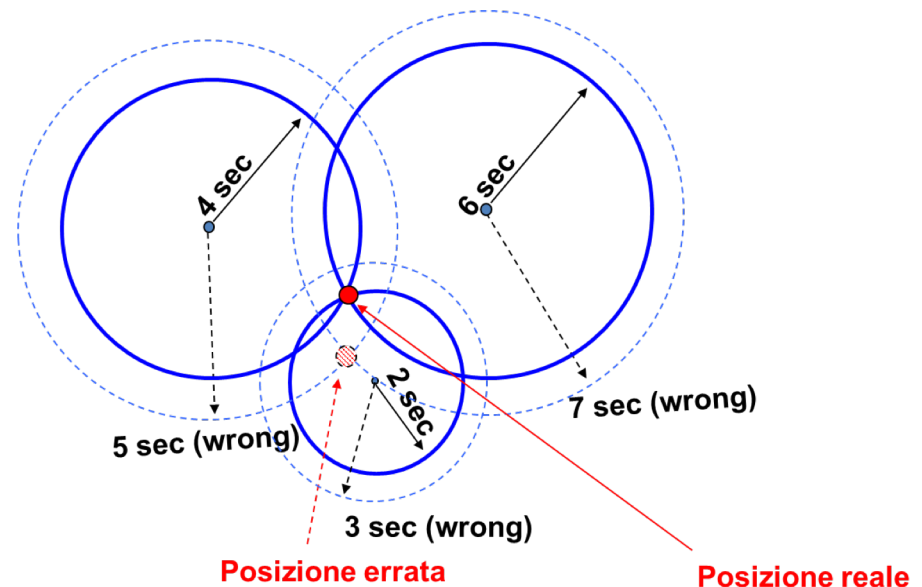 4 sec
6 sec
2 sec
7 sec (wrong)
5 sec (wrong)
3 sec (wrong)
Posizione errata
Posizione reale